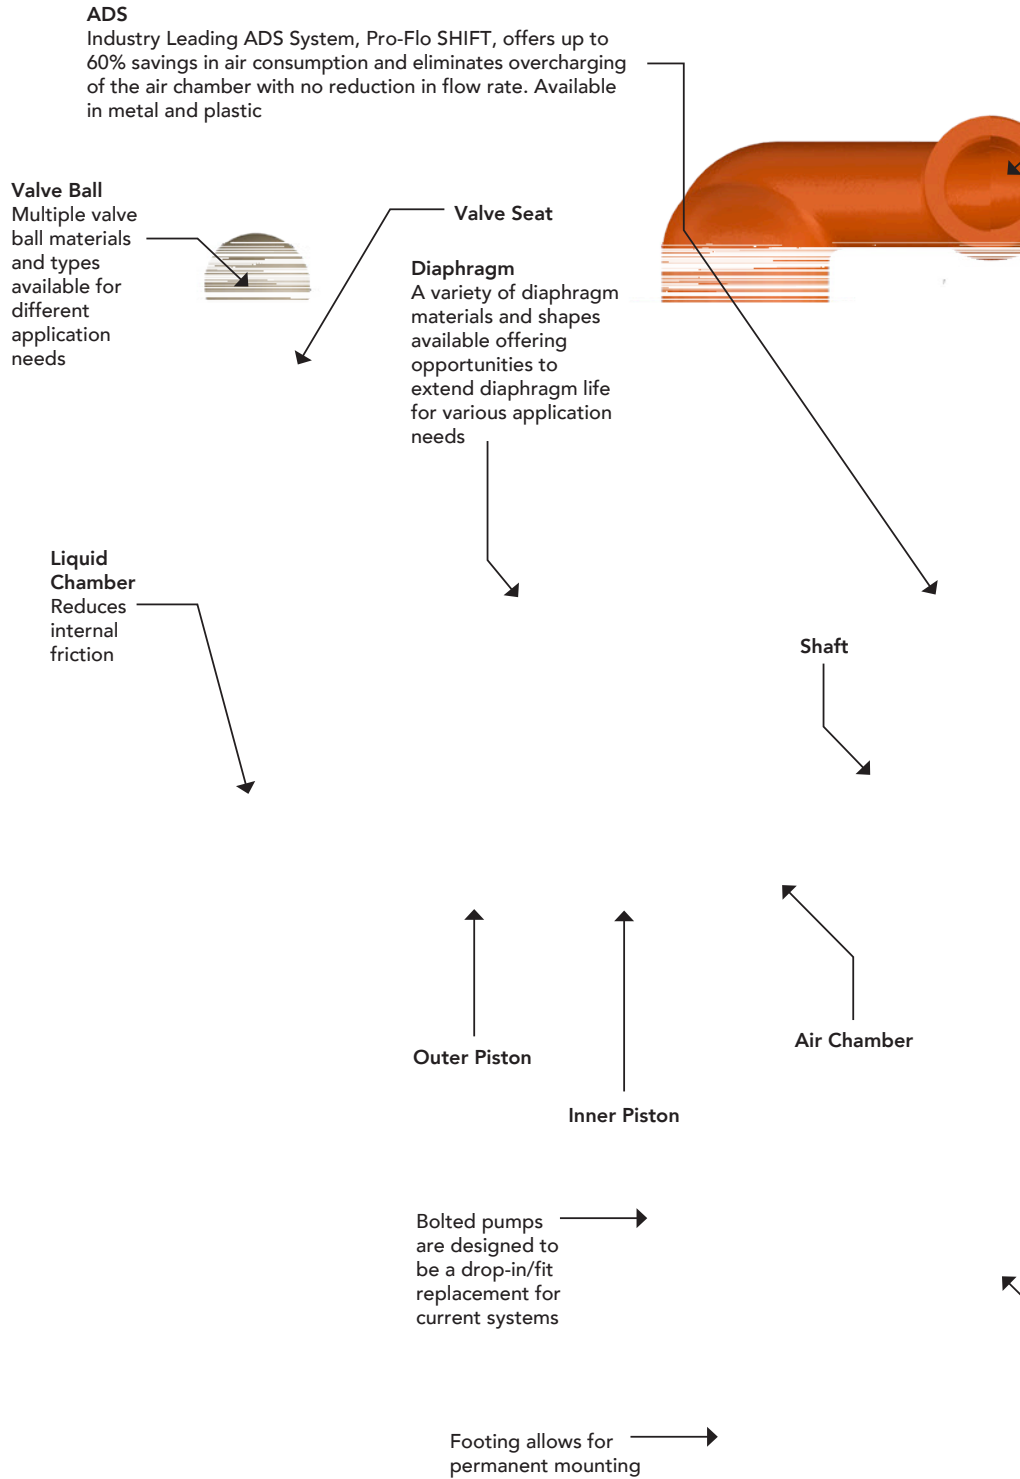 ADS
Industry Leading ADS System, Pro-Flo SHIFT, offers up to
60% savings in air consumption and eliminates overcharging
of the air chamber with no reduction in flow rate. Available
in metal and plastic
Valve Ball
Multiple valve
ball materials
and types
available for
different
application
needs
Valve Seat
Diaphragm
A variety of diaphragm
materials and shapes
available offering
opportunities to
extend diaphragm life
for various application
needs
Liquid
Chamber
Reduces
internal
friction
Shaft
Outer Piston
Inner Piston
Air Chamber
Bolted pumps
are designed to
be a drop-in/fit
replacement for
current systems
Footing allows for
permanent mounting